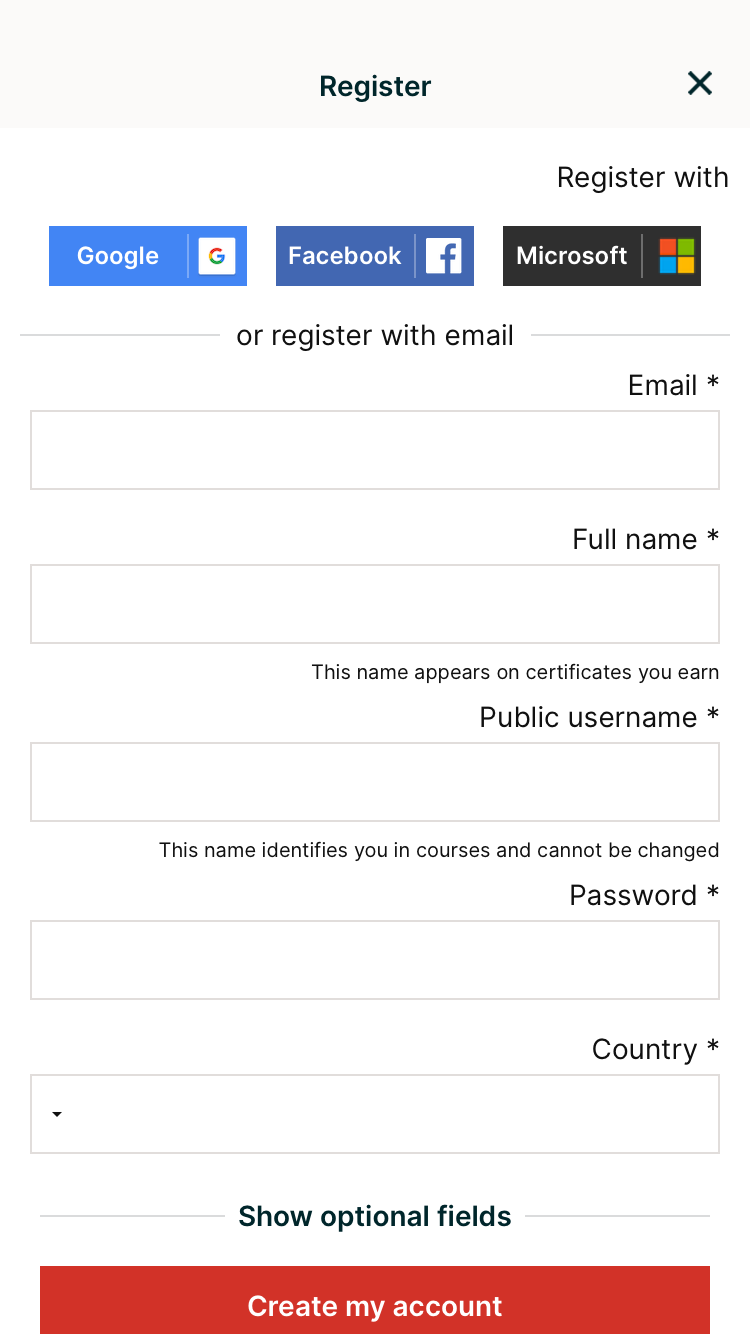 Register
Register with
Google
Facebook
Microsoft
or register with email
Email *
Full name *
This name appears on certificates you earn
Public username *
This name identifies you in courses and cannot be changed
Password *
Country *
Show optional fields
Create my account